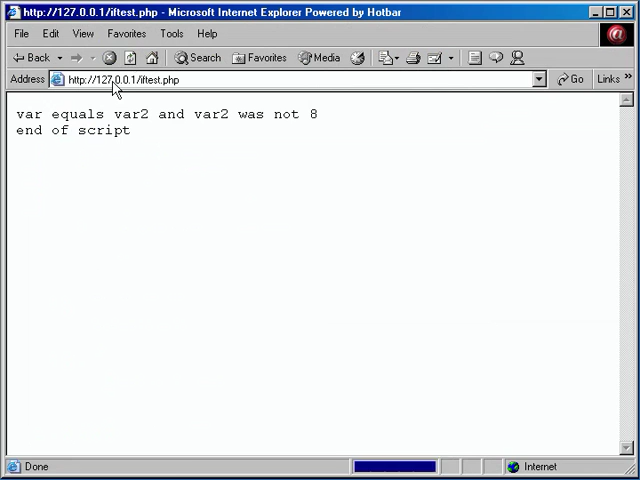 http://127.0.0.1/iftest.php - Microsoft Internet Explorer Powered by Hotbar
File Edit View Favorites Tools Help
@
Back Search Favorites Media
Address http://127.0.0.1/iftest.php Go Links »
var equals var2 and var2 was not 8
end of script
Done Internet